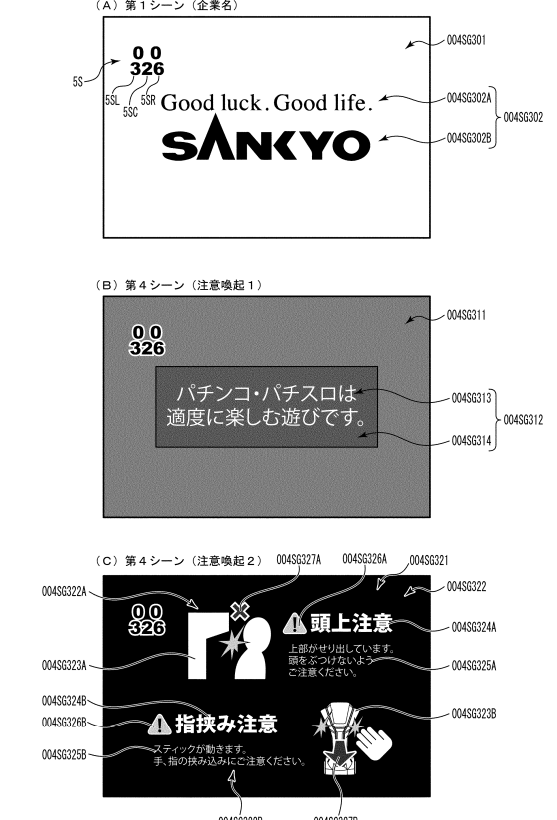 (A) 第１シーン（企業名）
004SG301
0 0
326
5S
5SL
5SC
5SR
Good luck. Good life.
SANKYO
004SG302A
004SG302B
004SG302
(B) 第４シーン（注意喚起１）
004SG311
0 0
326
パチンコ・パチスロは
適度に楽しむ遊びです。
004SG313
004SG314
004SG312
(C) 第４シーン（注意喚起２）
004SG327A
004SG326A
004SG321
004SG322A
004SG322
0 0
326
頭上注意
004SG324A
上部がせり出しています。
頭をぶつけないよう
ご注意ください。
004SG323A
004SG325A
004SG324B
004SG326B
指挟み注意
004SG323B
004SG325B
スティックが動きます。
手、指の挟み込みにご注意ください。